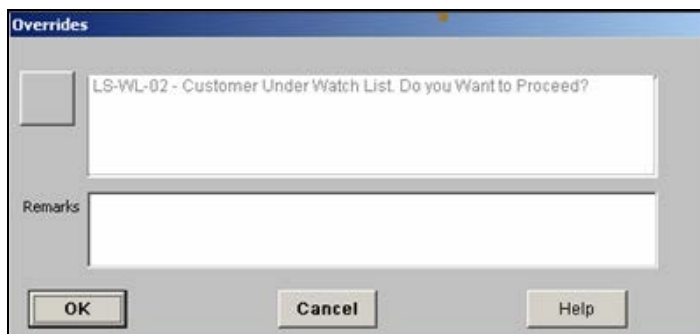 Overrides
LS-WL-02 - Customer Under Watch List. Do you Want to Proceed?
Remarks
OK
Cancel
Help